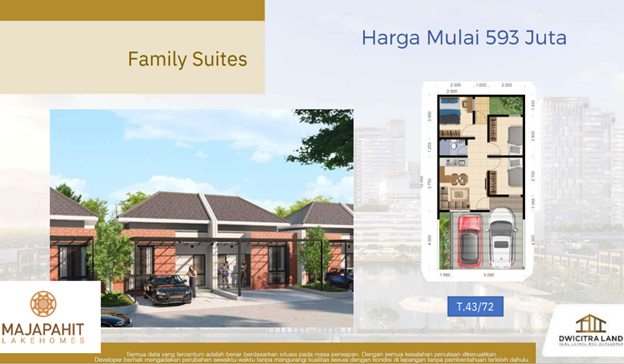 Family Suites
Harga Mulai 593 Juta
T.43/72
MAJAPAHIT
LAKEHOMES
DWICITRA LAND
Semua data yang tercantum adalah benar berdasarkan situasi pada masa persiapan. Dengan semua kesalahan penulisan dikecualikan.
Developer berhak mengadakan perubahan sewaktu-waktu tanpa mengurangi kualitas sesuai dengan kondisi di lapangan tanpa pemberitahuan terlebih dahulu.